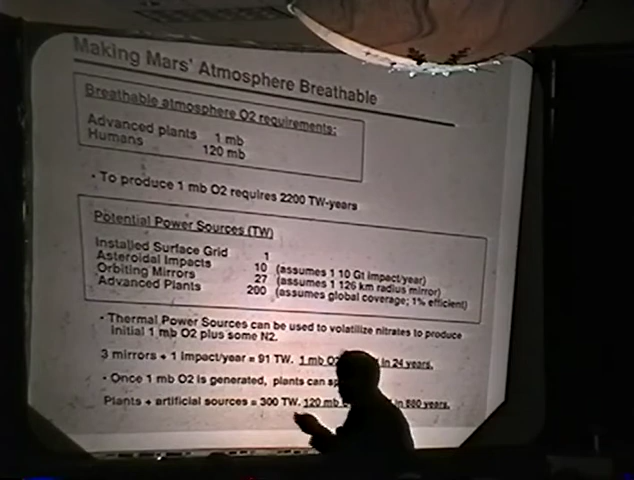 Making Mars' Atmosphere Breathable
Breathable atmosphere O2 requirements:
Advanced plants 1 mb
Humans 120 mb
• To produce 1 mb O2 requires 2200 TW-years
Potential Power Sources (TW)
Installed Surface Grid 1
Asteroidal Impacts 10 (assumes 1 10 Gt impact/year)
Orbiting Mirrors 27 (assumes 1 126 km radius mirror)
Advanced Plants 200 (assumes global coverage; 1% efficient)
• Thermal Power Sources can be used to volatilize nitrates to produce
initial 1 mb O2 plus some N2.
3 mirrors + 1 impact/year = 91 TW. 1 mb in 24 years.
• Once 1 mb O2 is generated, plants can
Plants + artificial sources = 300 TW. 120 mb in 880 years.